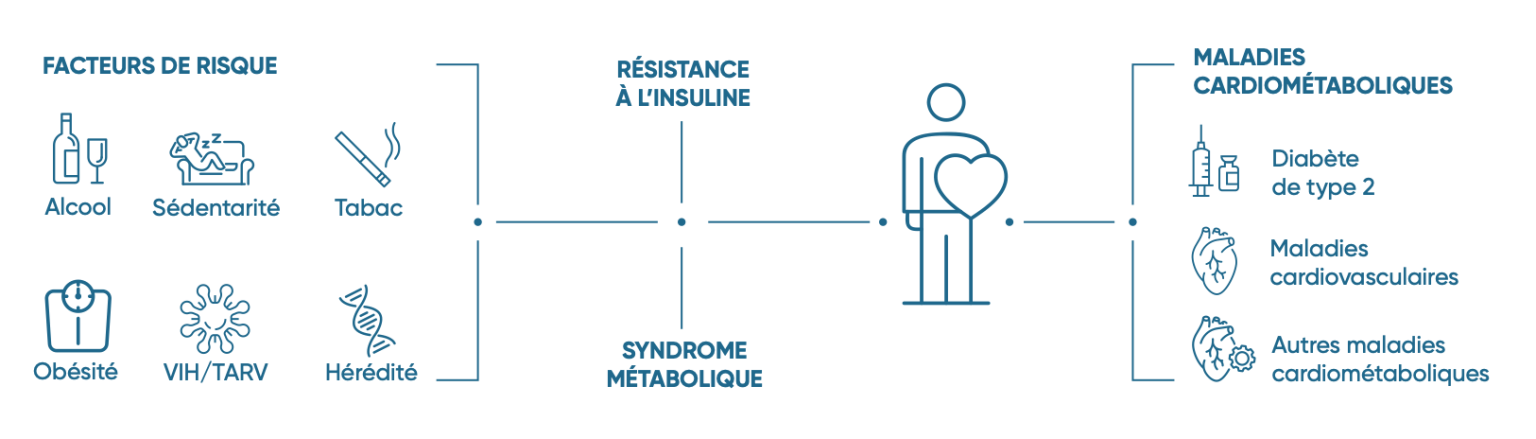 FACTEURS DE RISQUE
Alcool
Sédentarité
Tabac
Obésité
VIH/TARV
Hérédité
RÉSISTANCE
À L’INSULINE
SYNDROME
MÉTABOLIQUE
MALADIES
CARDIOMÉTABOLIQUES
Diabète
de type 2
Maladies
cardiovasculaires
Autres maladies
cardiométaboliques